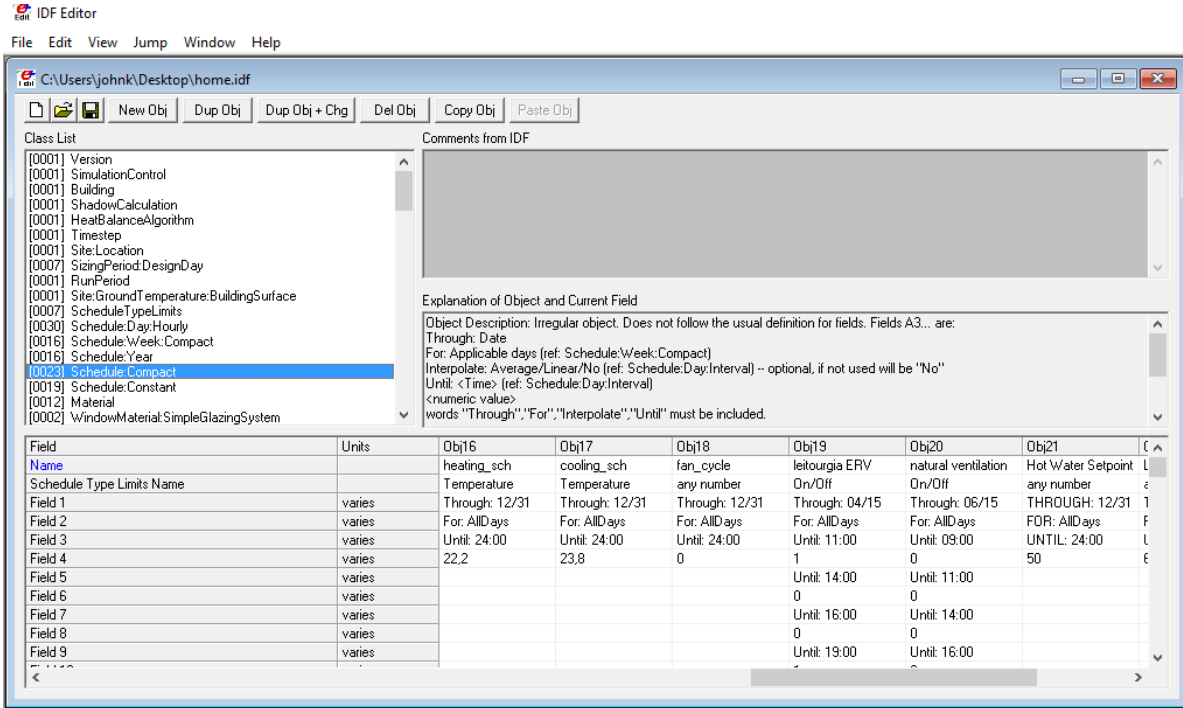 IDF Editor
File Edit View Jump Window Help
C:\Users\johnk\Desktop\home.idf
New Obj Dup Obj Dup Obj + Chg Del Obj Copy Obj Paste Obj
Class List
[0001] Version
[0001] SimulationControl
[0001] Building
[0001] ShadowCalculation
[0001] HeatBalanceAlgorithm
[0001] Timestep
[0001] Site:Location
[0007] SizingPeriod:DesignDay
[0001] RunPeriod
[0001] Site:GroundTemperature:BuildingSurface
[0007] ScheduleTypeLimits
[0030] Schedule:Day:Hourly
[0016] Schedule:Week:Compact
[0016] Schedule:Year
[0023] Schedule:Compact
[0019] Schedule:Constant
[0012] Material
[0002] WindowMaterial:SimpleGlazingSystem
Comments from IDF
Explanation of Object and Current Field
Object Description: Irregular object. Does not follow the usual definition for fields. Fields A3... are:
Through: Date
For: Applicable days (ref: Schedule:Week:Compact)
Interpolate: Average/Linear/No (ref: Schedule:Day:Interval) -- optional, if not used will be "No"
Until: <Time> (ref: Schedule:Day:Interval)
<numeric value>
words "Through","For","Interpolate","Until" must be included.
Field Units Obj16 Obj17 Obj18 Obj19 Obj20 Obj21
Name heating_sch cooling_sch fan_cycle leitourgia ERV natural ventilation Hot Water Setpoint
Schedule Type Limits Name Temperature Temperature any number On/Off On/Off any number
Field 1 varies Through: 12/31 Through: 12/31 Through: 12/31 Through: 04/15 Through: 06/15 THROUGH: 12/31
Field 2 varies For: AllDays For: AllDays For: AllDays For: AllDays For: AllDays FOR: AllDays
Field 3 varies Until: 24:00 Until: 24:00 Until: 24:00 Until: 11:00 Until: 09:00 UNTIL: 24:00
Field 4 varies 22,2 23,8 0 1 0 50
Field 5 varies Until: 14:00 Until: 11:00
Field 6 varies 0 0
Field 7 varies Until: 16:00 Until: 14:00
Field 8 varies 0 0
Field 9 varies Until: 19:00 Until: 16:00